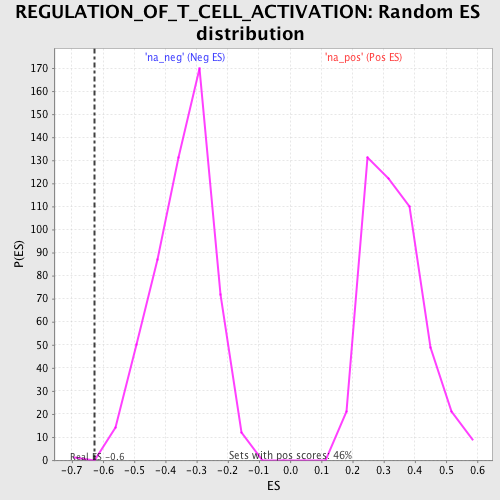 REGULATION_OF_T_CELL_ACTIVATION: Random ES
distribution
'na_neg' (Neg ES)
'na_pos' (Pos ES)
P(ES)
170
160
150
140
130
120
110
100
90
80
70
60
50
40
30
20
10
0
Real ES -0.6
Sets with pos scores: 46%
-0.7 -0.6 -0.5 -0.4 -0.3 -0.2 -0.1 0.0 0.1 0.2 0.3 0.4 0.5 0.6
ES